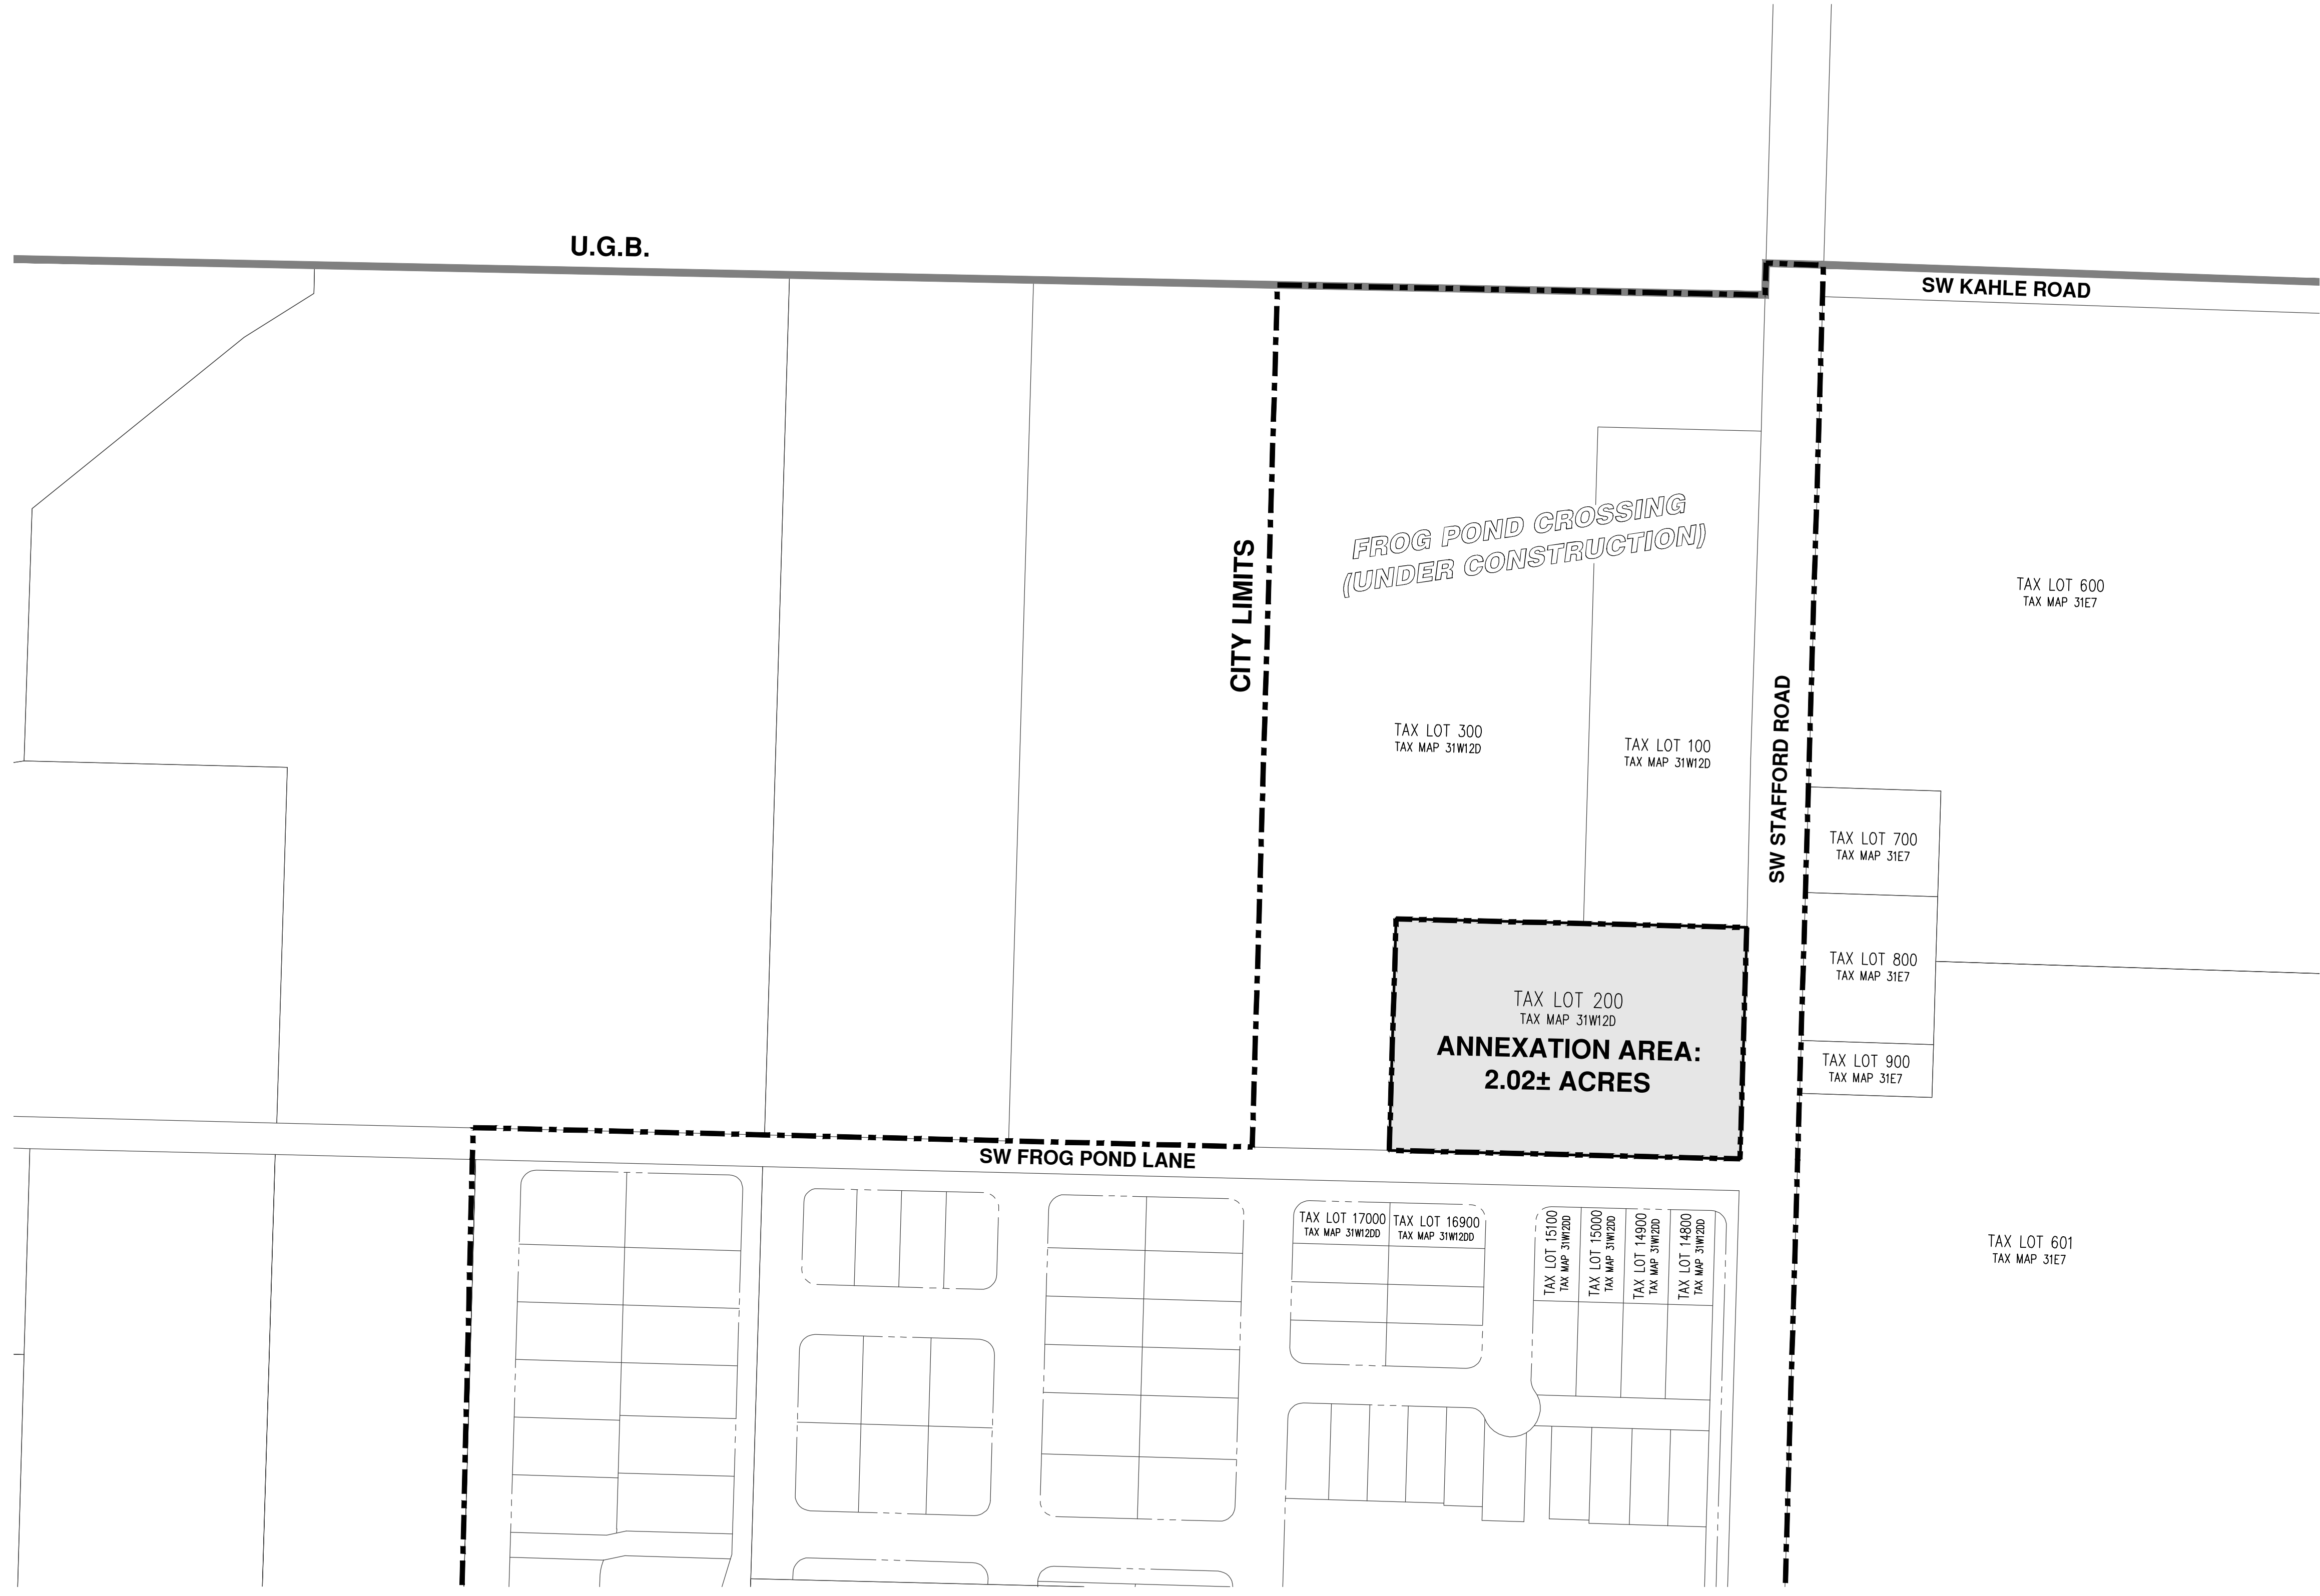 U.G.B.
SW KAHLE ROAD
FROG POND CROSSING
(UNDER CONSTRUCTION)
CITY LIMITS
TAX LOT 600
TAX MAP 31E7
SW STAFFORD ROAD
TAX LOT 300
TAX MAP 31W12D
TAX LOT 100
TAX MAP 31W12D
TAX LOT 700
TAX MAP 31E7
TAX LOT 800
TAX MAP 31E7
TAX LOT 200
TAX MAP 31W12D
ANNEXATION AREA:
2.02± ACRES
TAX LOT 900
TAX MAP 31E7
SW FROG POND LANE
TAX LOT 17000
TAX MAP 31W12DD
TAX LOT 16900
TAX MAP 31W12DD
TAX LOT 15100
TAX MAP 31W12DD
TAX LOT 15000
TAX MAP 31W12DD
TAX LOT 14900
TAX MAP 31W12DD
TAX LOT 14800
TAX MAP 31W12DD
TAX LOT 601
TAX MAP 31E7